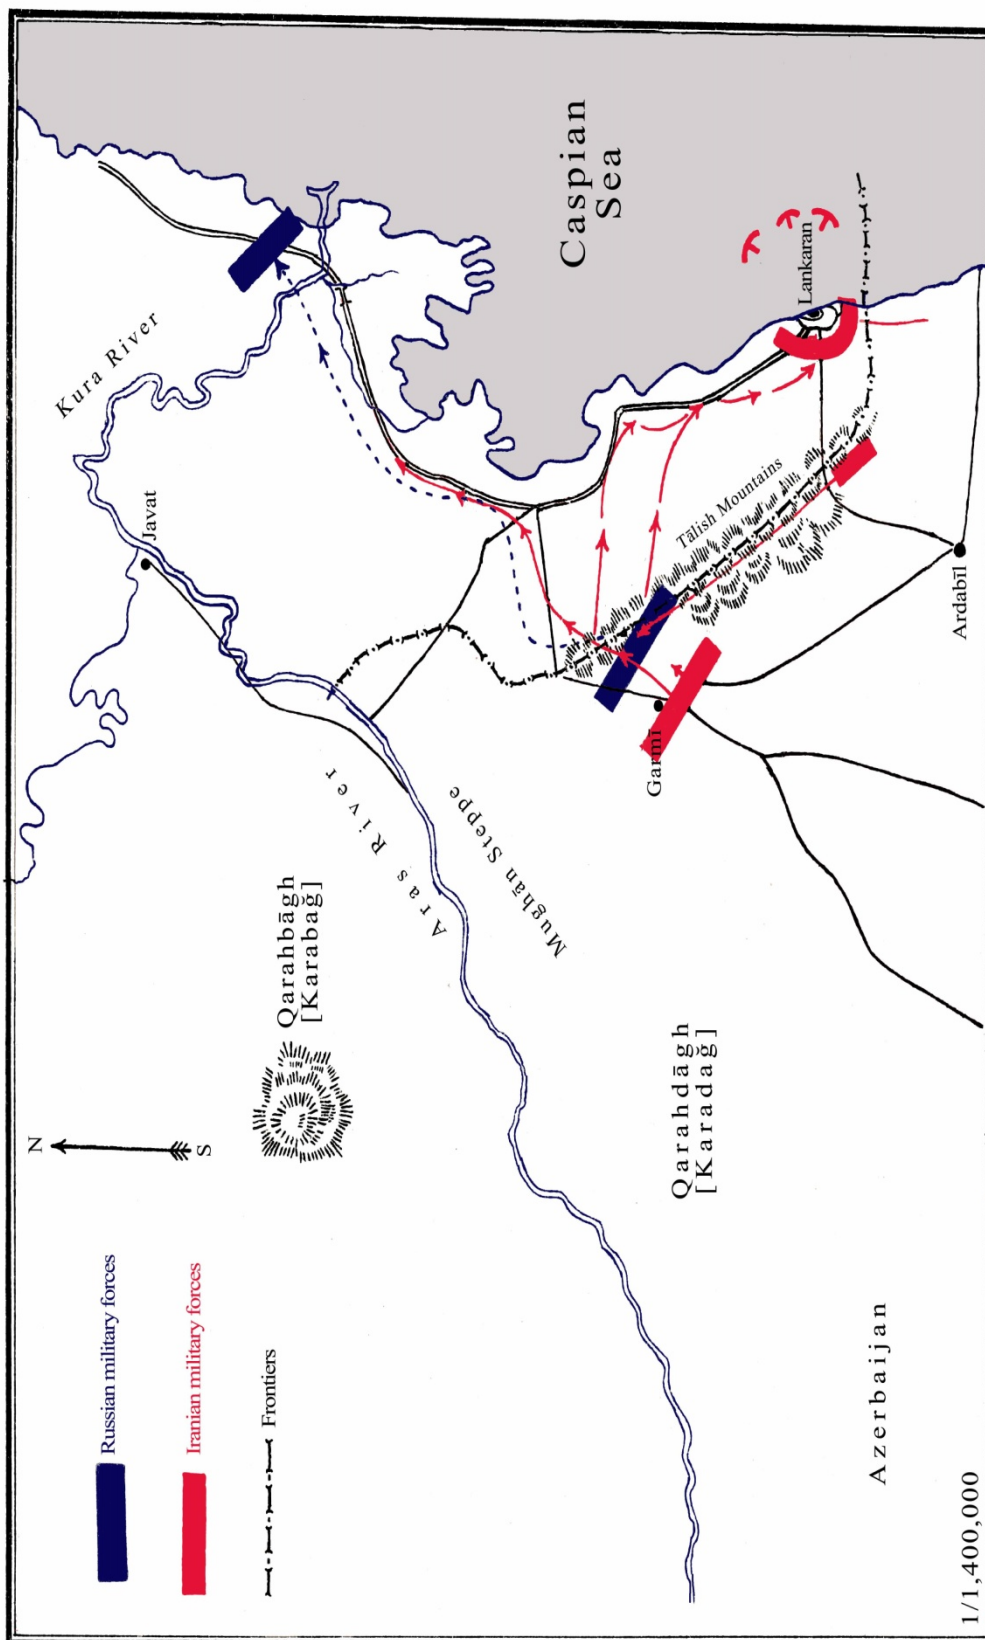 N
S
Russian military forces
Iranian military forces
Frontiers
Kura River
Javat
Caspian
Sea
Lankaran
Tālish Mountains
Ardabīl
Garmī
Aras River
Mughān Steppe
Qarahbāgh
[Karabağ]
Qarahdāgh
[Karadağ]
Azerbaijan
1/1,400,000